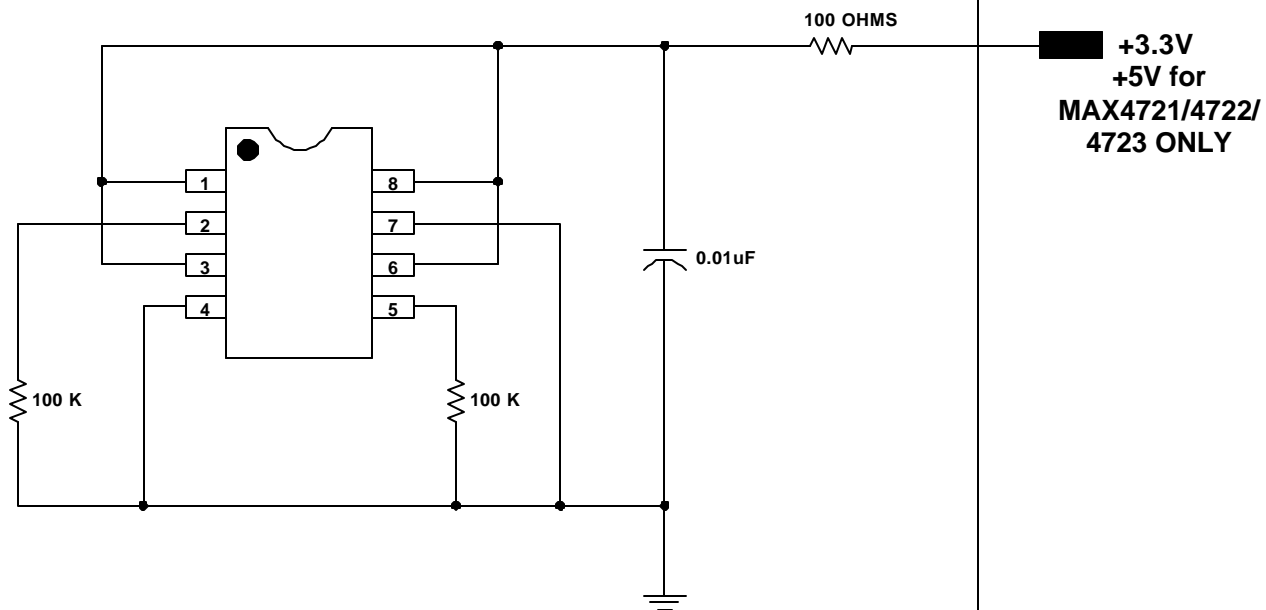 100 OHMS
+3.3V
+5V for
MAX4721/4722/
4723 ONLY
1
8
2
7
3
6
4
5
0.01uF
100 K
100 K